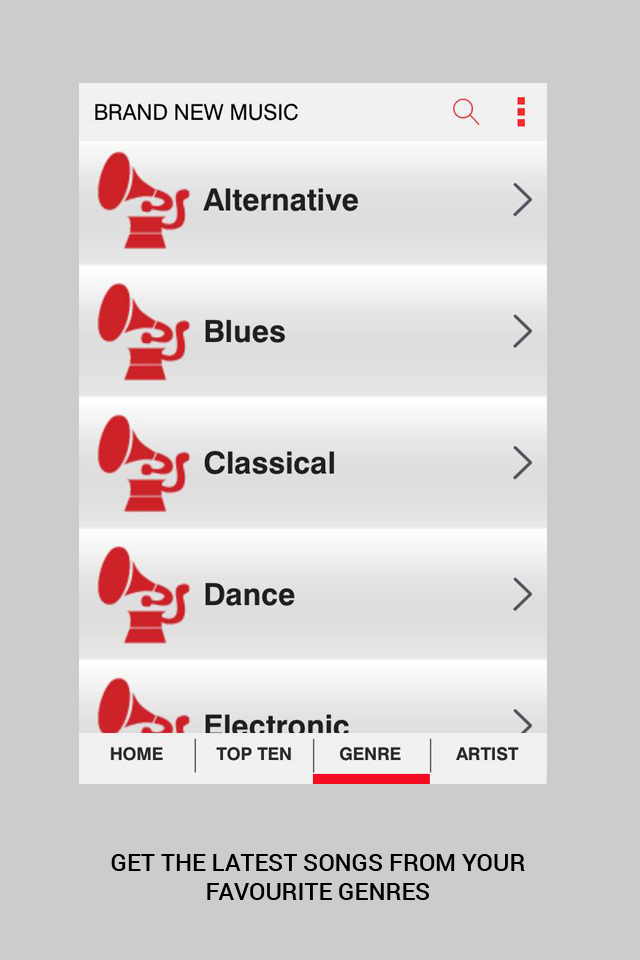 BRAND NEW MUSIC
Alternative
Blues
Classical
Dance
Electronic
HOME
TOP TEN
GENRE
ARTIST
GET THE LATEST SONGS FROM YOUR
FAVOURITE GENRES